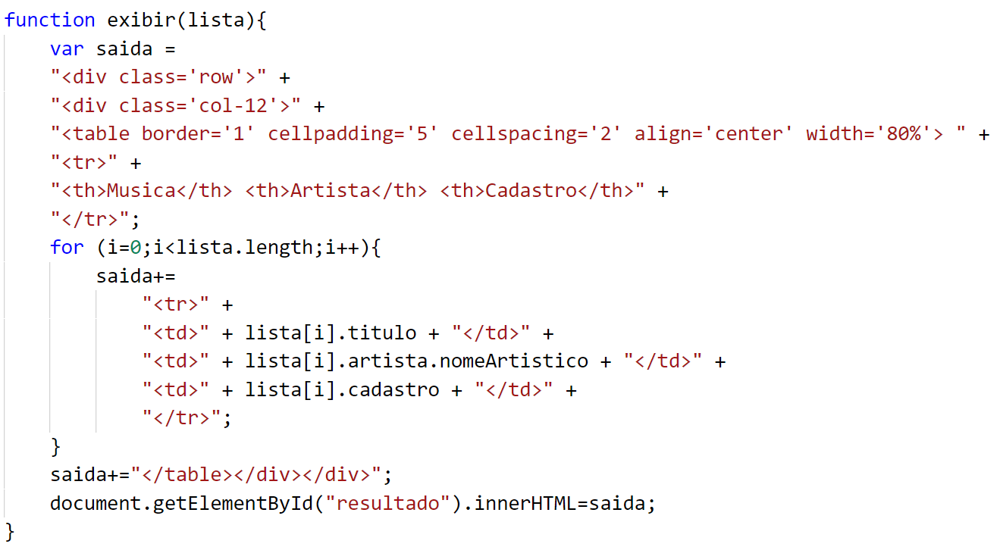 function exibir(lista){
    var saida =
    "<div class='row'>" +
    "<div class='col-12'>" +
    "<table border='1' cellpadding='5' cellspacing='2' align='center' width='80%'> " +
    "<tr>" +
    "<th>Musica</th> <th>Artista</th> <th>Cadastro</th>" +
    "</tr>";
    for (i=0;i<lista.length;i++){
        saida+=
            "<tr>" +
            "<td>" + lista[i].titulo + "</td>" +
            "<td>" + lista[i].artista.nomeArtistico + "</td>" +
            "<td>" + lista[i].cadastro + "</td>" +
            "</tr>";
    }
    saida+="</table></div></div>";
    document.getElementById("resultado").innerHTML=saida;
}